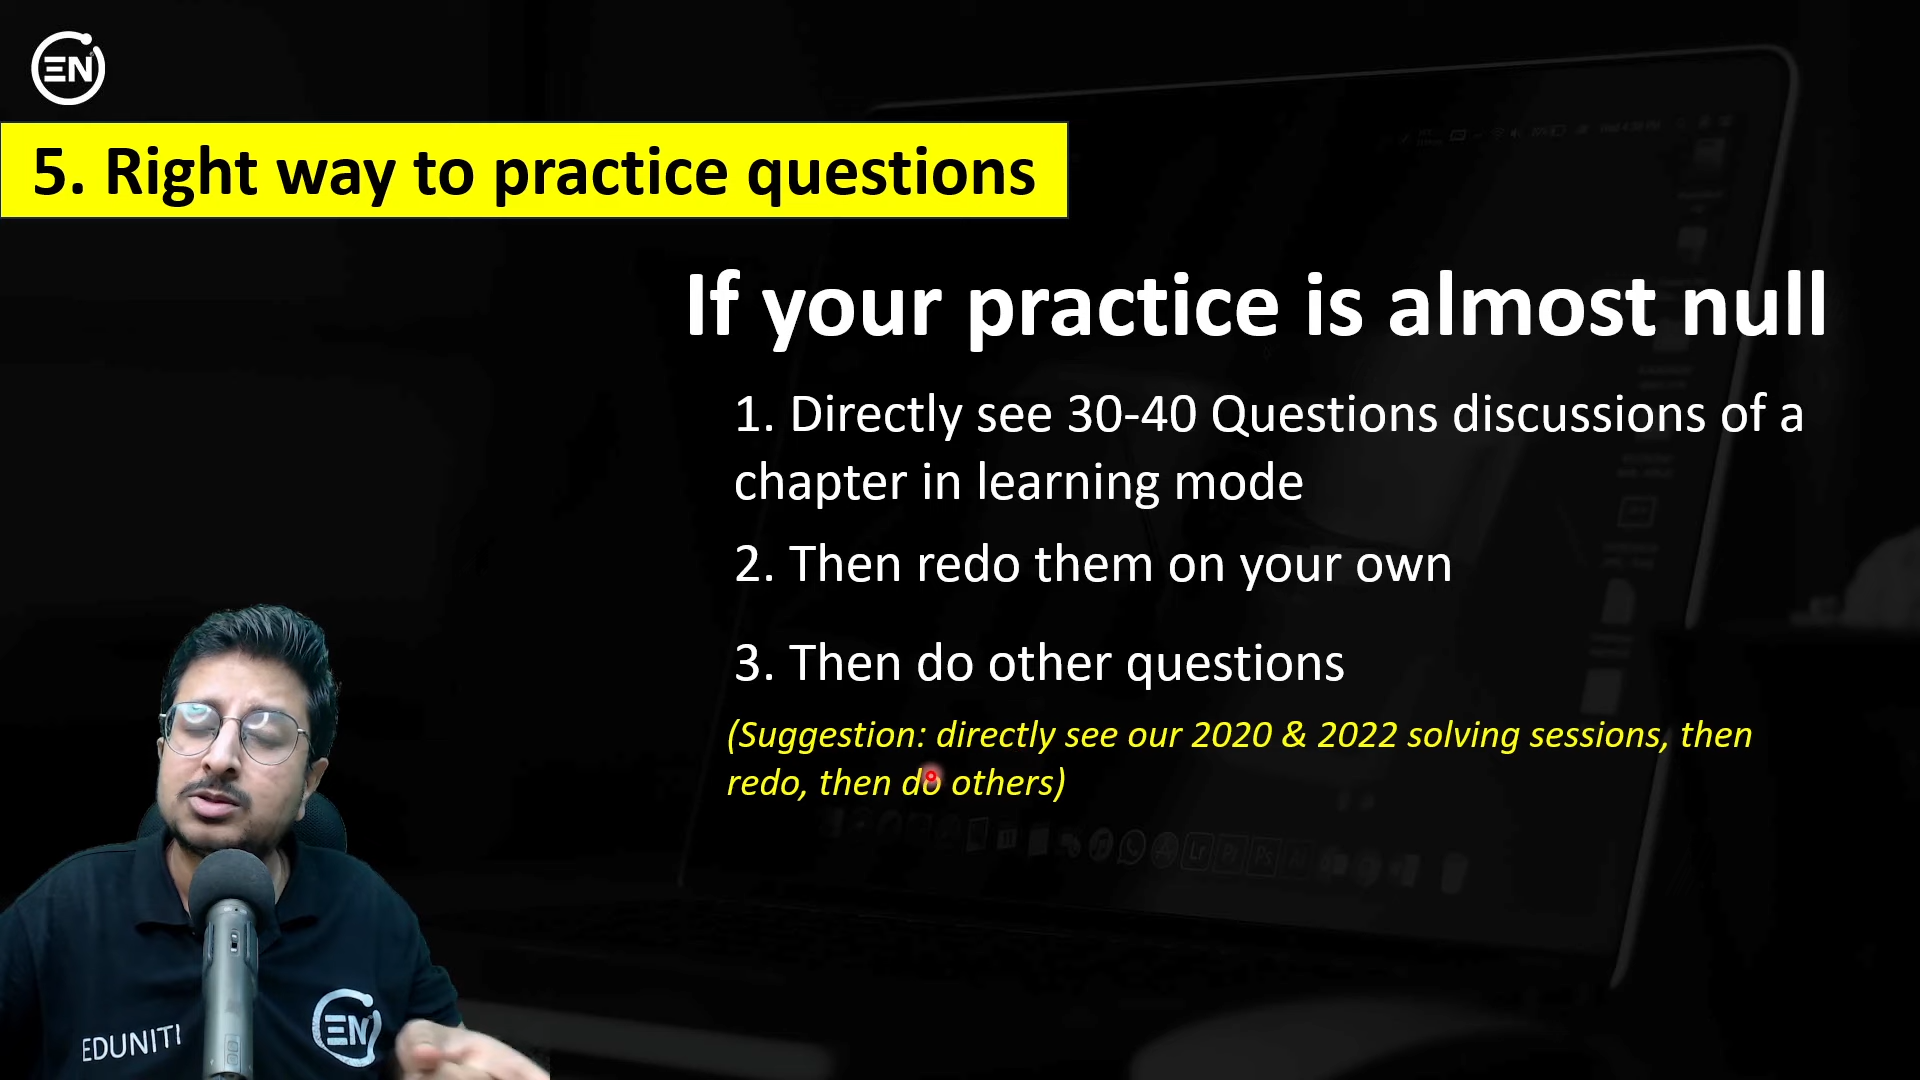 EN
5. Right way to practice questions
If your practice is almost null
1. Directly see 30-40 Questions discussions of a
chapter in learning mode
2. Then redo them on your own
3. Then do other questions
(Suggestion: directly see our 2020 & 2022 solving sessions, then
redo, then do others)
Lr
Ps
EDUNITI
EN